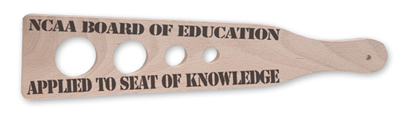 NCAA BOARD OF EDUCATION
APPLIED TO SEAT OF KNOWLEDGE